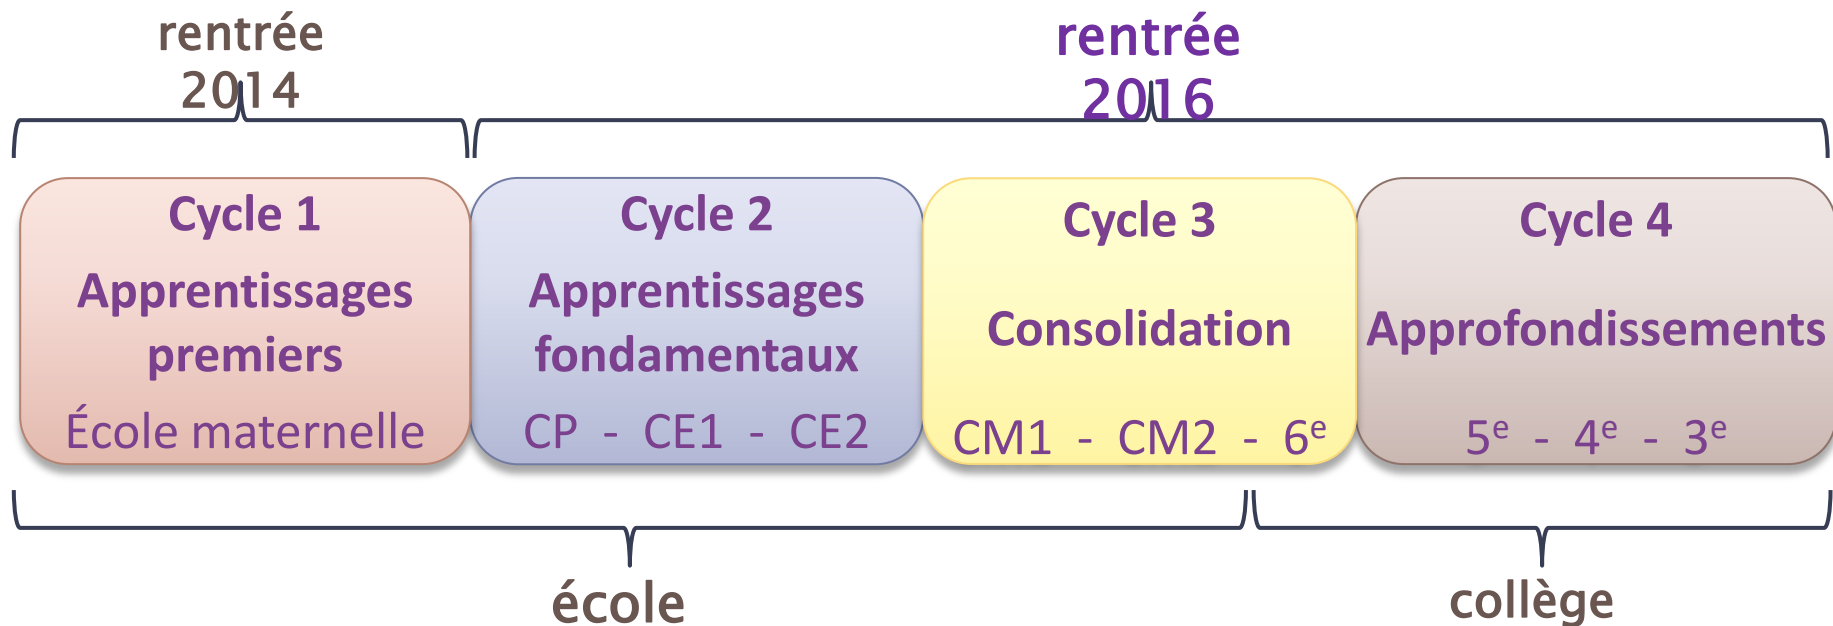 rentrée
2014
rentrée
2016
Cycle 1
Apprentissages
premiers
École maternelle
Cycle 2
Apprentissages
fondamentaux
CP - CE1 - CE2
Cycle 3
Consolidation
CM1 - CM2 - 6e
Cycle 4
Approfondissements
5e - 4e - 3e
école
collège